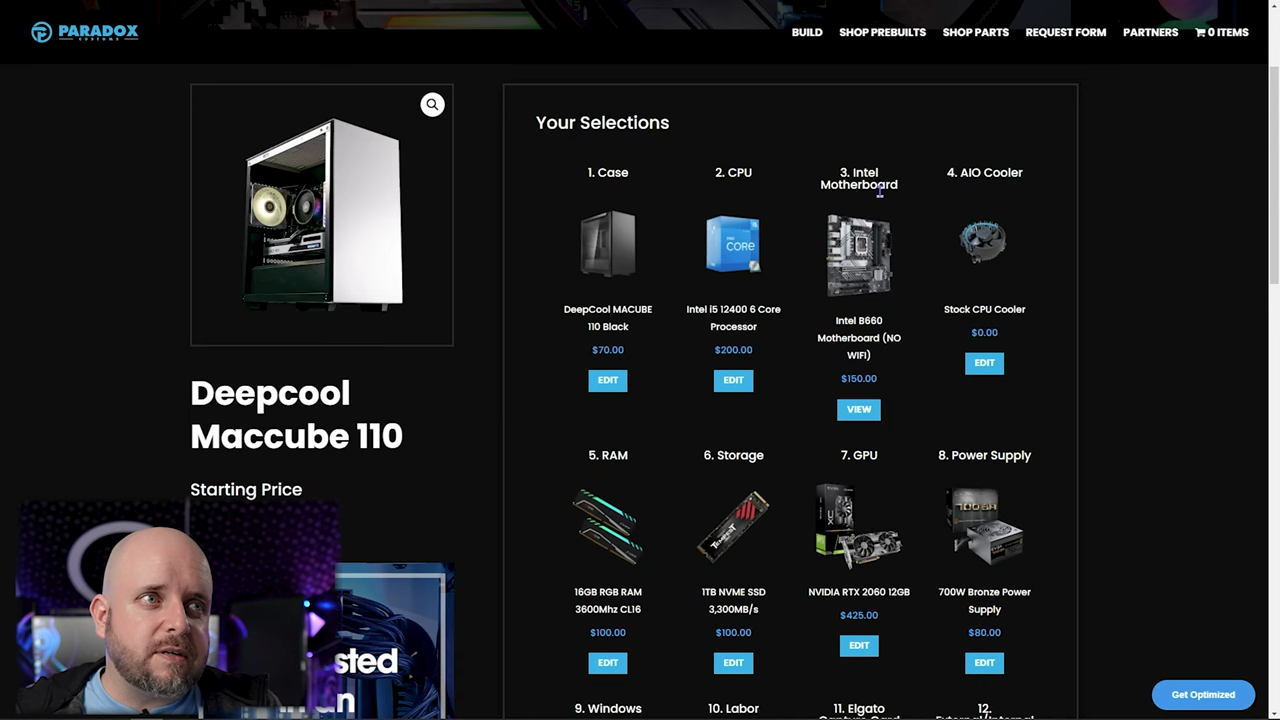 PARADOX
CUSTOMS
BUILD
SHOP PREBUILTS
SHOP PARTS
REQUEST FORM
PARTNERS
0 ITEMS
Deepcool
Maccube 110
Starting Price
sted
an
Your Selections
1. Case
DeepCool MACUBE
110 Black
$70.00
EDIT
2. CPU
CORE
Intel i5 12400 6 Core
Processor
$200.00
EDIT
3. Intel
Motherboard
Intel B660
Motherboard (NO
WIFI)
$150.00
VIEW
4. AIO Cooler
Stock CPU Cooler
$0.00
EDIT
5. RAM
16GB RGB RAM
3600Mhz CL16
$100.00
EDIT
6. Storage
1TB NVME SSD
3,300MB/s
$100.00
EDIT
7. GPU
XC
NVIDIA RTX 2060 12GB
$425.00
EDIT
8. Power Supply
700W Bronze Power
Supply
$80.00
EDIT
9. Windows
10. Labor
11. Elgato
12.
Get Optimized